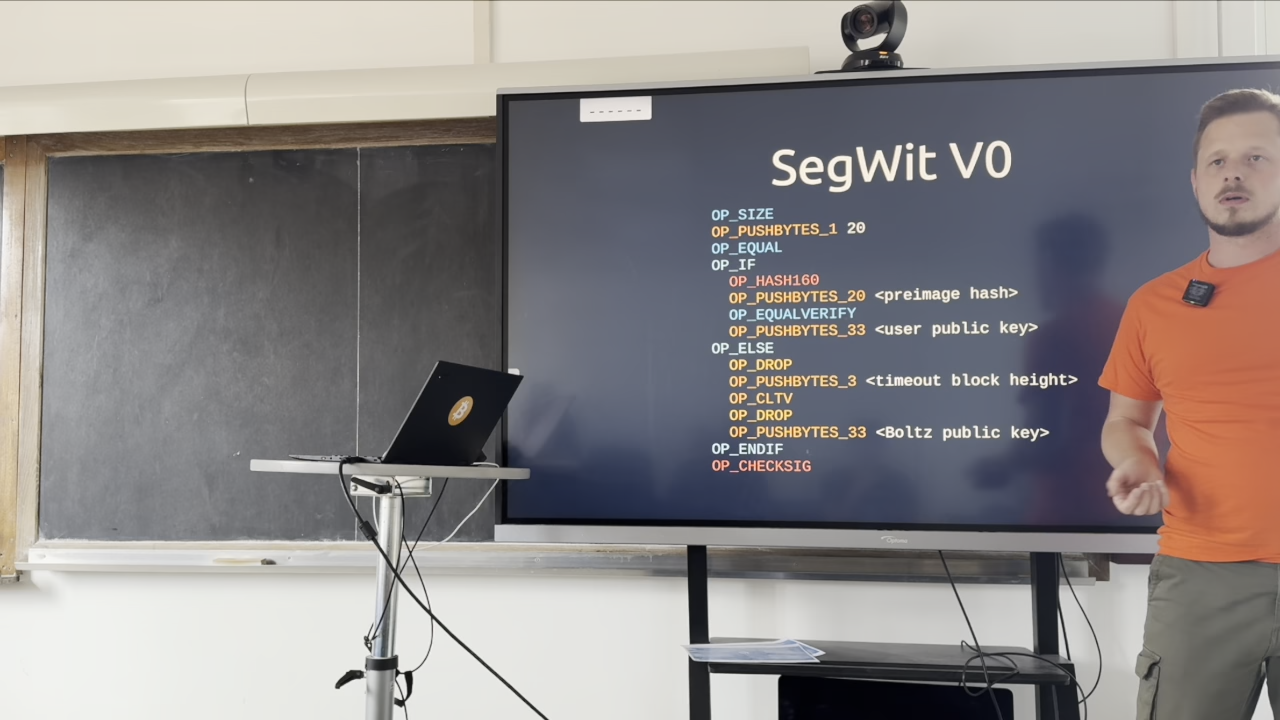 SegWit V0
OP_SIZE
OP_PUSHBYTES_1 20
OP_EQUAL
OP_IF
OP_HASH160
OP_PUSHBYTES_20 <preimage hash>
OP_EQUALVERIFY
OP_PUSHBYTES_33 <user public key>
OP_ELSE
OP_DROP
OP_PUSHBYTES_3 <timeout block height>
OP_CLTV
OP_DROP
OP_PUSHBYTES_33 <Boltz public key>
OP_ENDIF
OP_CHECKSIG
Optoma